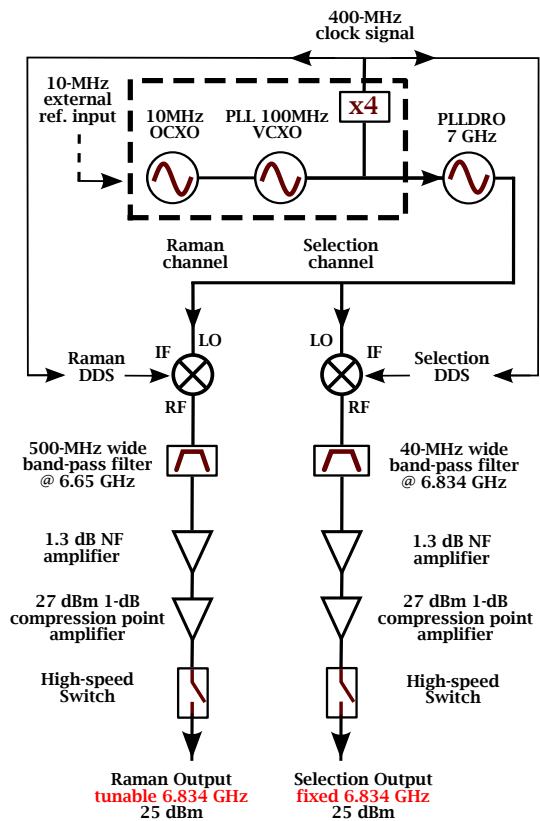 400-MHz
clock signal
10-MHz
external
ref. input
10MHz
OCXO
PLL 100MHz
VCXO
x4
PLLDRO
7 GHz
Raman
channel
Selection
channel
LO
IF
RF
Raman
DDS
LO
IF
RF
Selection
DDS
500-MHz wide
band-pass filter
@ 6.65 GHz
40-MHz wide
band-pass filter
@ 6.834 GHz
1.3 dB NF
amplifier
1.3 dB NF
amplifier
27 dBm 1-dB
compression point
amplifier
27 dBm 1-dB
compression point
amplifier
High-speed
Switch
High-speed
Switch
Raman Output
tunable 6.834 GHz
25 dBm
Selection Output
fixed 6.834 GHz
25 dBm